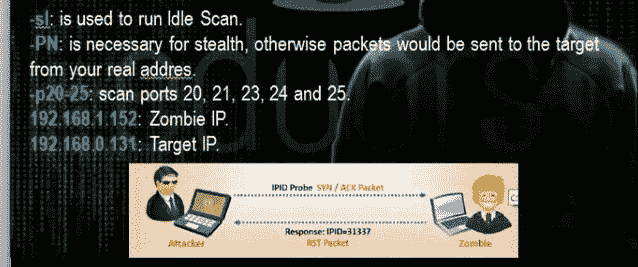 -sI: is used to run Idle Scan.
-PN: is necessary for stealth, otherwise packets would be sent to the target
from your real addres.
-p20-25: scan ports 20, 21, 23, 24 and 25.
192.168.1.152: Zombie IP.
192.168.0.131: Target IP.
IPID Probe SYN / ACK Packet
Response: IPID=31337
RST Packet
Attacker
Zombie